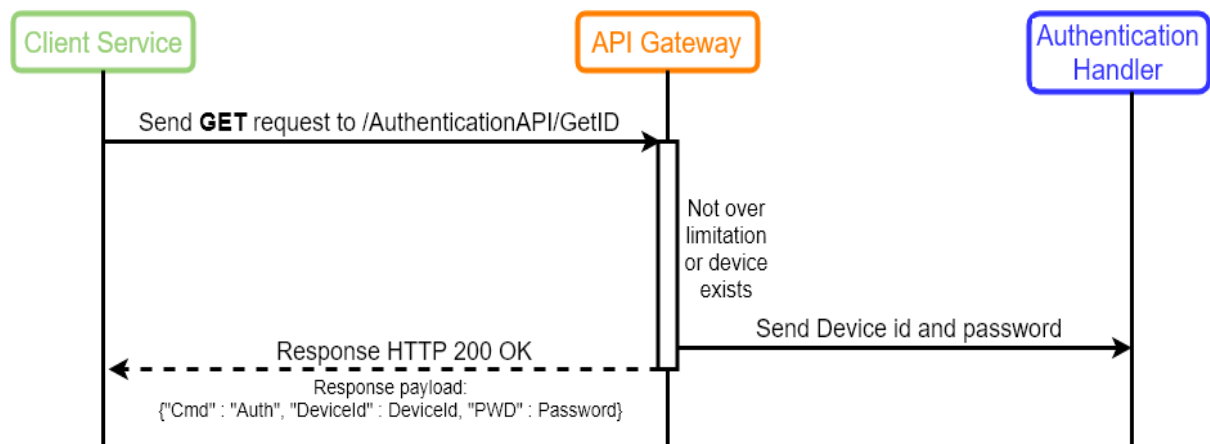 Client Service
API Gateway
Authentication
Handler
Send GET request to /AuthenticationAPI/GetID
Not over
limitation
or device
exists
Send Device id and password
Response HTTP 200 OK
Response payload:
{"Cmd" : "Auth", "DeviceId" : DeviceId, "PWD" : Password}